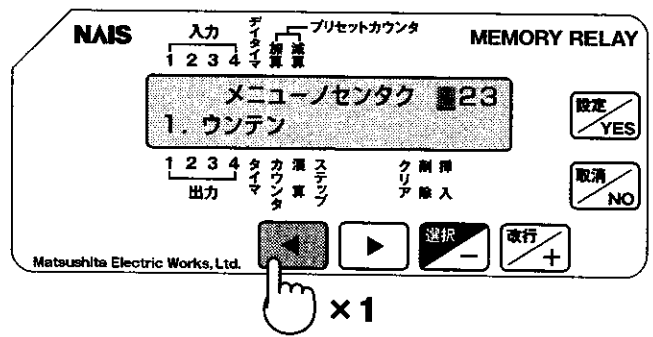 NAIS
入力
デイタイマ
加算
減算
プリセットカウンタ
MEMORY RELAY
1 2 3 4
メニューノセンタク 123
1. ウンテン
設定/YES
1 2 3 4
出力
タイマ
カウンタ
演算
ステップ
クリア
削除
挿入
取消/NO
Matsushita Electric Works, Ltd.
◀
▶
選択/−
改行/+
×1